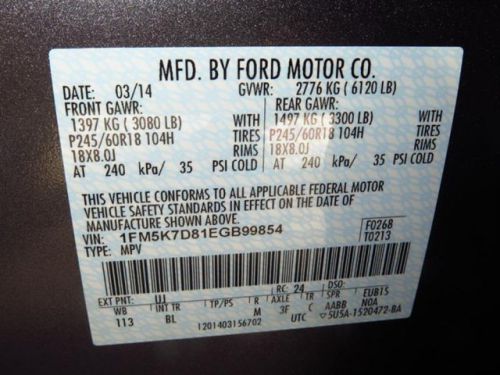 MFD. BY FORD MOTOR CO.
DATE: 03/14 GVWR: 2776 KG ( 6120 LB)
FRONT GAWR: REAR GAWR:
1397 KG ( 3080 LB) 1497 KG ( 3300 LB)
P245/60R18 104H TIRES P245/60R18 104H
18X8.0J RIMS 18X8.0J
AT 240 kPa/ 35 PSI COLD AT 240 kPa/ 35 PSI COLD
THIS VEHICLE CONFORMS TO ALL APPLICABLE FEDERAL MOTOR
VEHICLE SAFETY STANDARDS IN EFFECT ON THE DATE OF
MANUFACTURE SHOWN ABOVE.
VIN: 1FM5K7D81EGB99854 F0268
TYPE: MPV T0213
EXT PNT: UJ RC: 24 DSO:
WB INT TR TP/PS R AXLE TR SPR EUB15
113 BL M 3F C AABB NOA
1201403156702 UTC 5U5A-1520472-BA